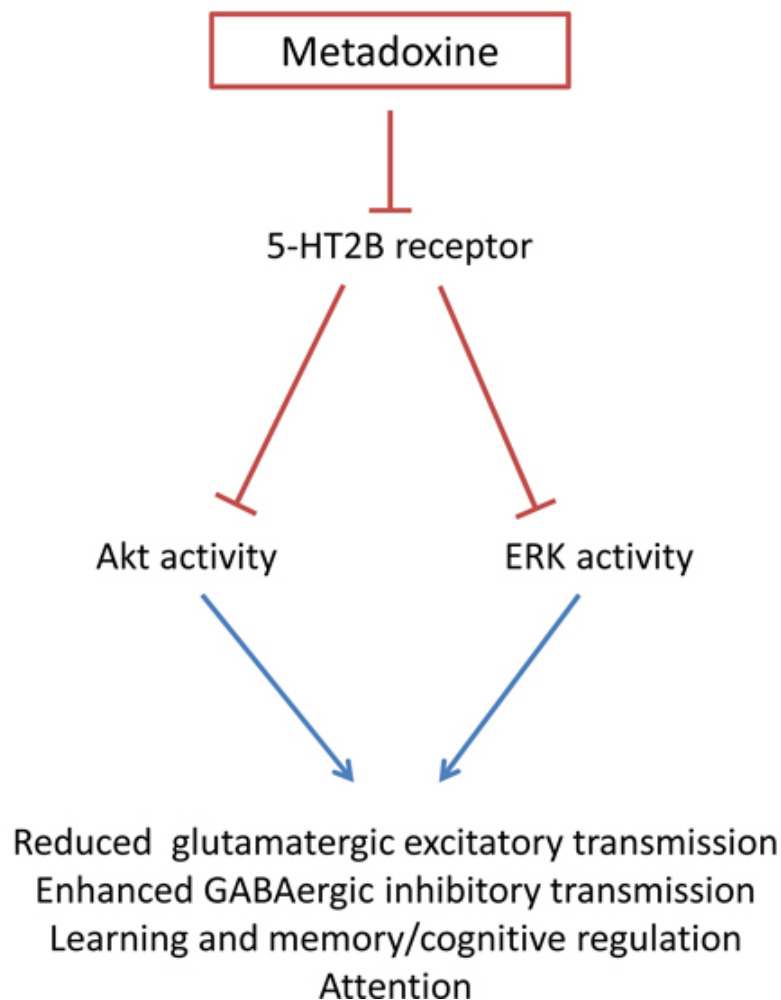 Metadoxine
5-HT2B receptor
Akt activity
ERK activity
Reduced  glutamatergic excitatory transmission
Enhanced GABAergic inhibitory transmission
Learning and memory/cognitive regulation
Attention